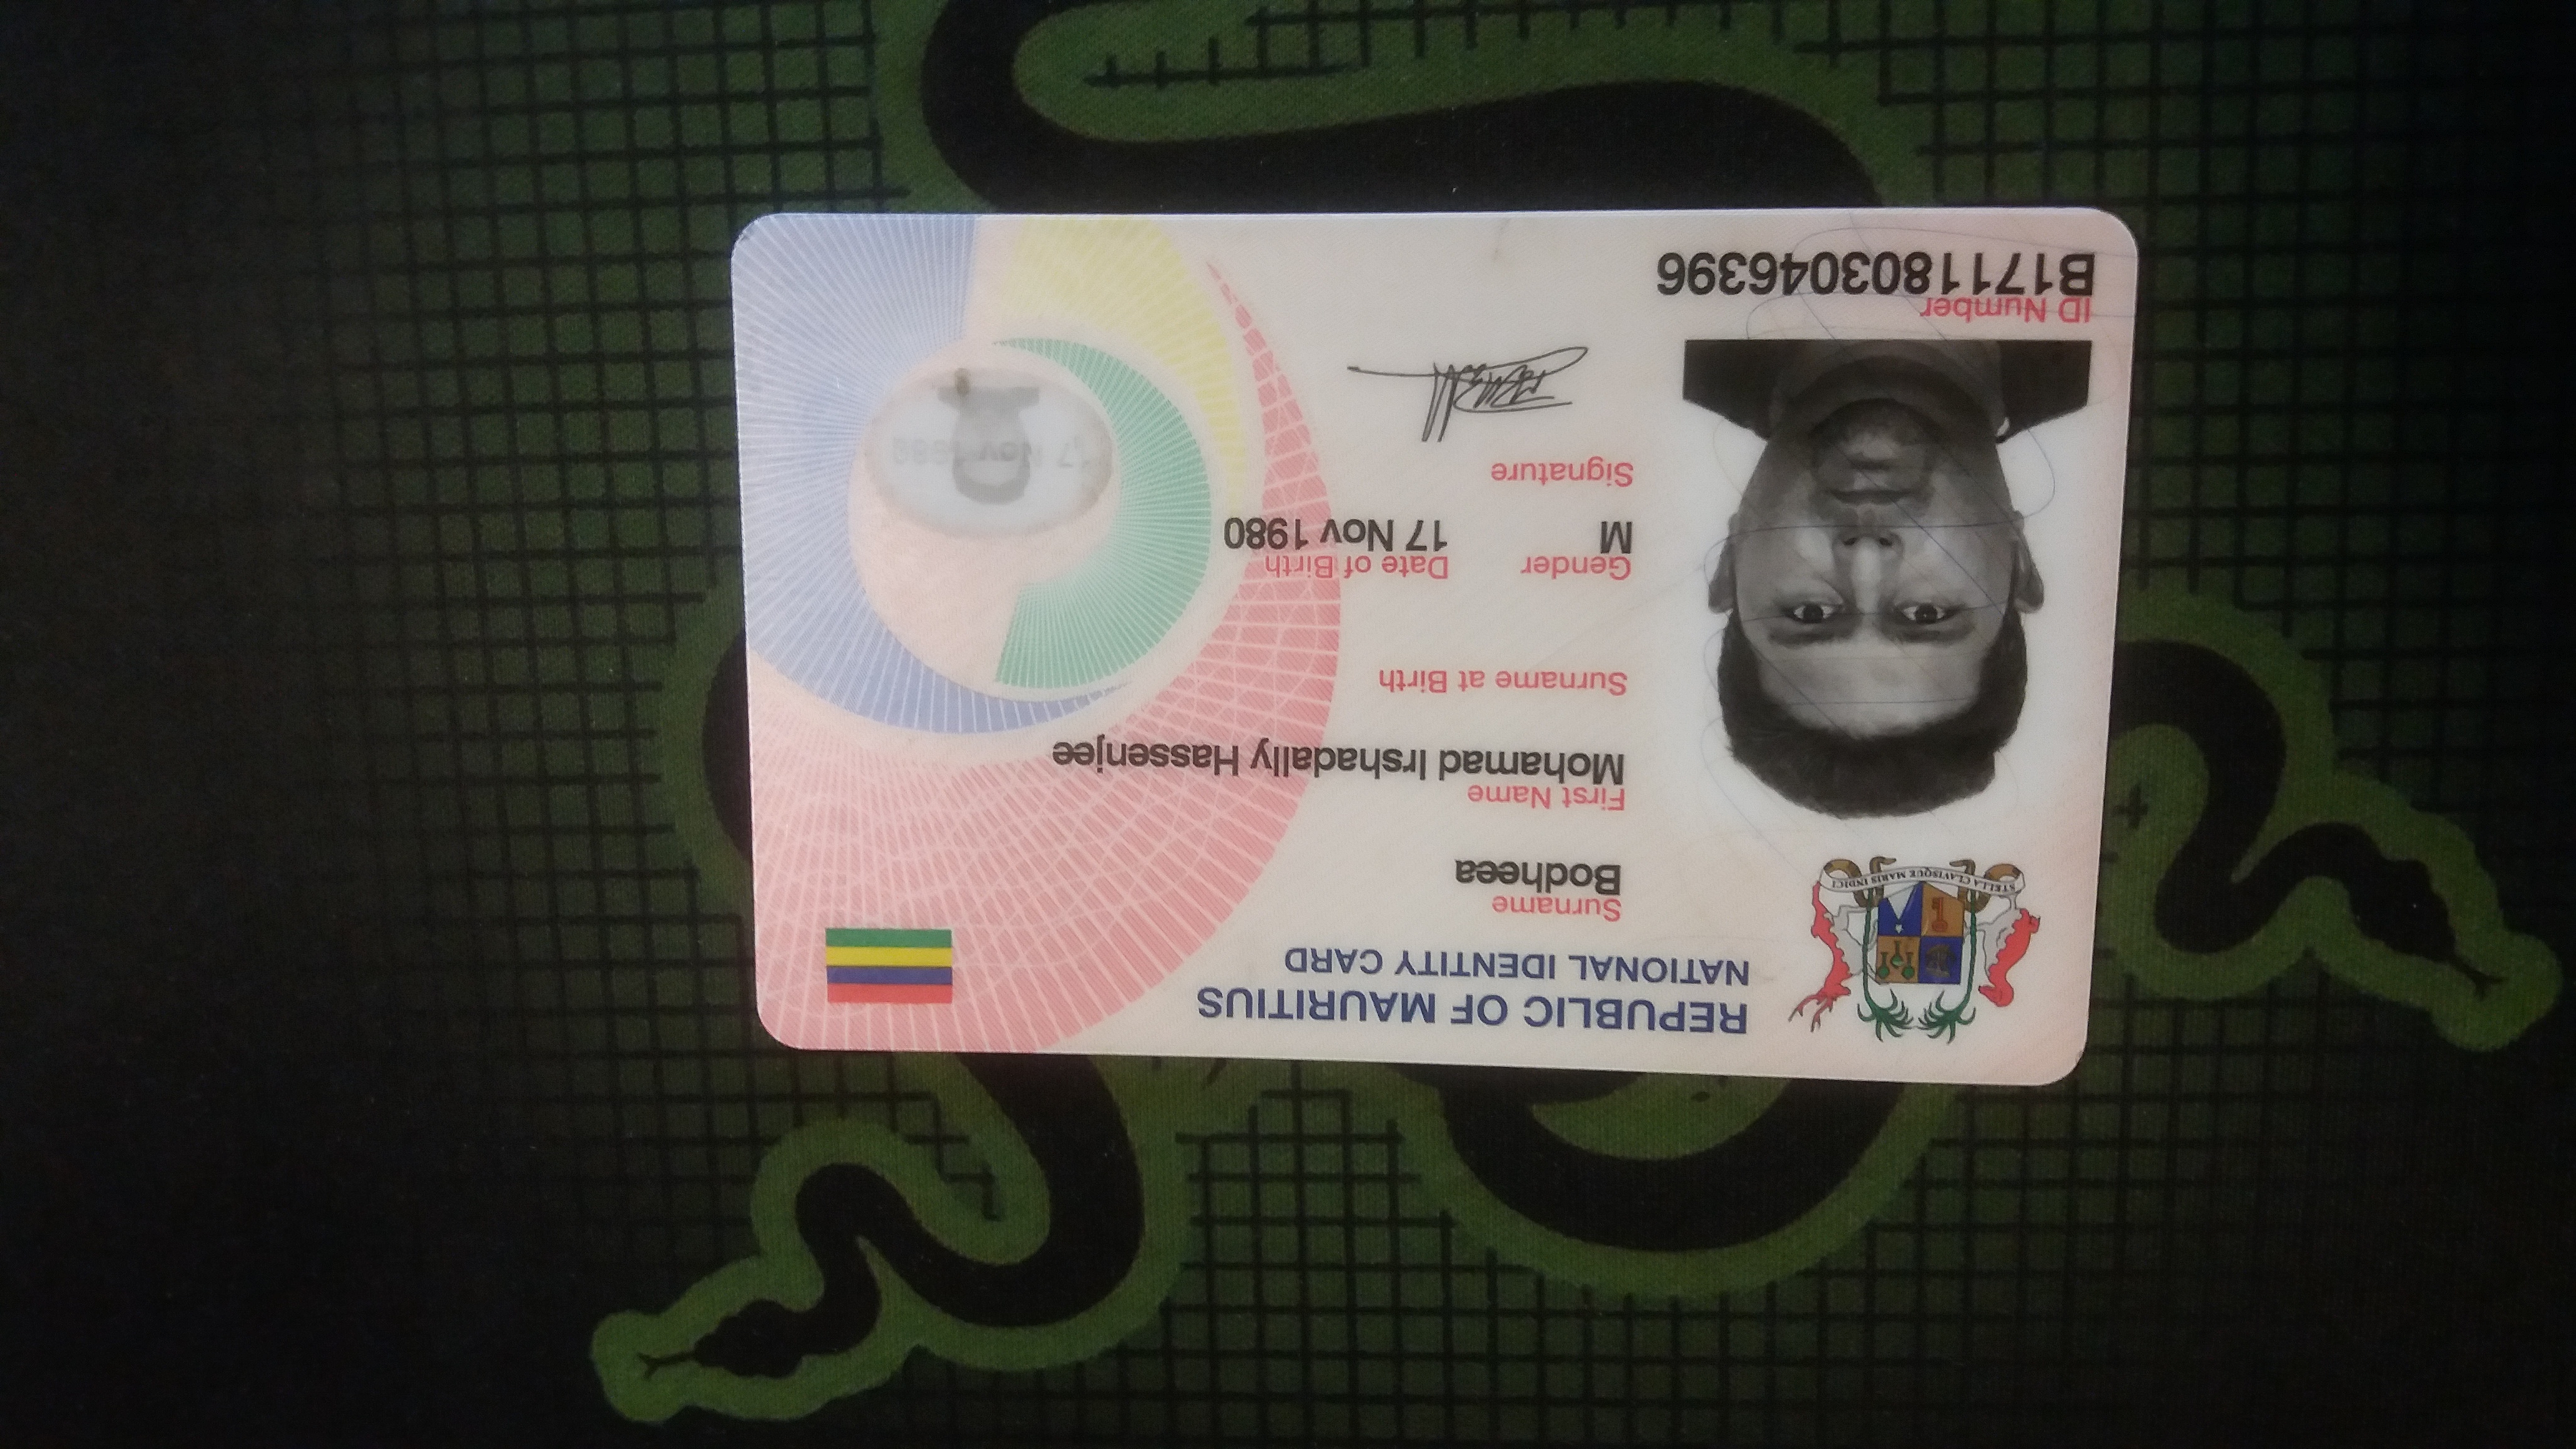 REPUBLIC OF MAURITIUS
NATIONAL IDENTITY CARD
STELLA CLAVISQUE MARIS INDICI
Surname
Bodheea
First Name
Mohamad Irshadally Hassenjee
Surname at Birth
Gender
M
Date of Birth
17 Nov 1980
Signature
17 Nov 1980
ID Number
B1711803046396